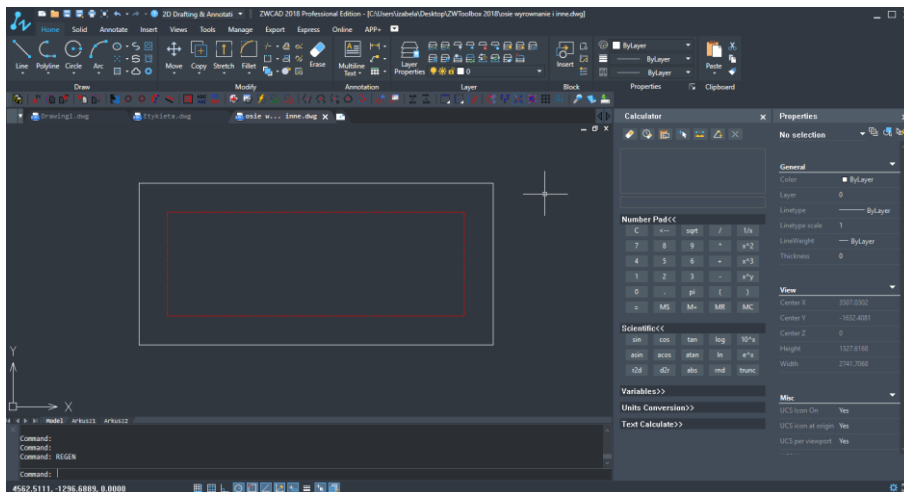 2D Drafting & Annotati
ZWCAD 2018 Professional Edition - [C:\Users\izabela\Desktop\ZWToolbox 2018\osie wyrownanie i inne.dwg]
Home Solid Annotate Insert Views Tools Manage Export Express Online APP+
Line Polyline Circle Arc Move Copy Stretch Fillet Erase Multiline Text Layer Properties 0 Insert ByLayer ByLayer ByLayer Paste
Draw Modify Annotation Layer Block Properties Clipboard
Drawing1.dwg Etykieta.dwg osie w... inne.dwg
Calculator
Number Pad<<
C <-- sqrt / 1/x
7 8 9 * x^2
4 5 6 + x^3
1 2 3 - x^y
0 . pi ( )
= MS M+ MR MC
Scientific<<
sin cos tan log 10^x
asin acos atan ln e^x
r2d d2r abs rnd trunc
Variables>>
Units Conversion>>
Text Calculate>>
Properties
No selection
General
Color ByLayer
Layer 0
Linetype ByLayer
Linetype scale 1
LineWeight ByLayer
Thickness 0
View
Center X 3507.0302
Center Y -1632.4081
Center Z 0
Height 1327.6168
Width 2741.7068
Misc
UCS icon On Yes
UCS icon at origin Yes
UCS per viewport Yes
Y
X
Model Arkusz1 Arkusz2
Command:
Command:
Command: REGEN
Command:
4562.5111, -1296.6889, 0.0000